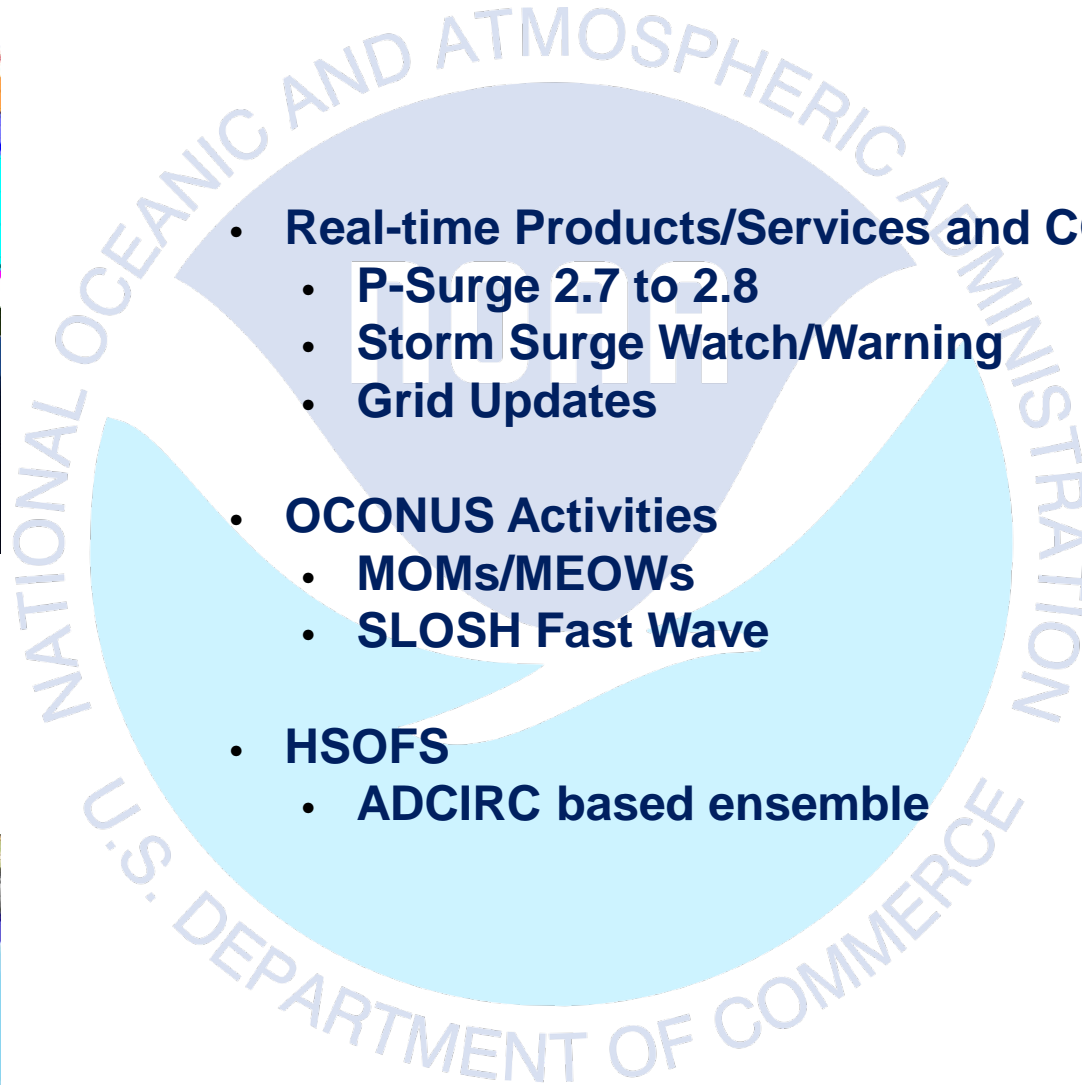 NATIONAL OCEANIC AND ATMOSPHERIC ADMINISTRATION
NOAA
• Real-time Products/Services and
• P-Surge 2.7 to 2.8
• Storm Surge Watch/Warning
• Grid Updates
• OCONUS Activities
• MOMs/MEOWs
• SLOSH Fast Wave
• HSOFS
• ADCIRC based ensemble
U.S. DEPARTMENT OF COMMERCE